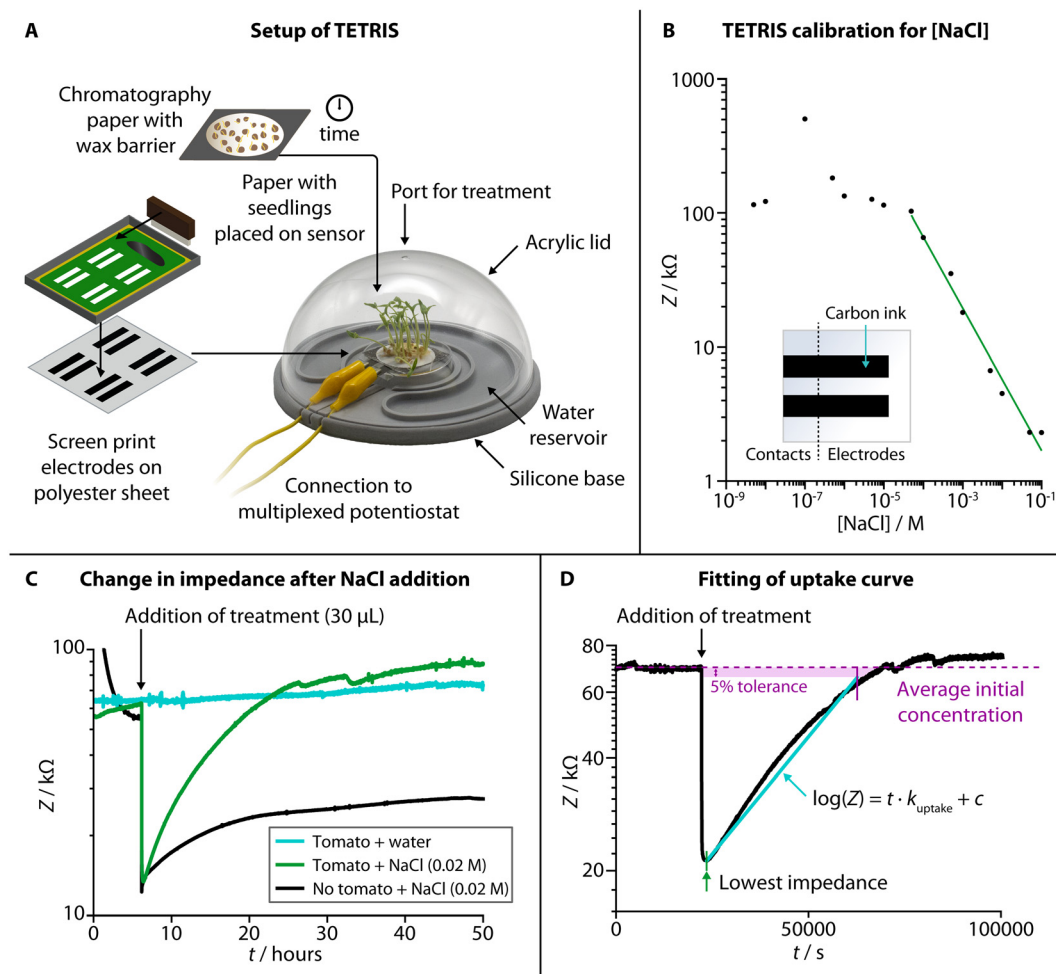 A
Setup of TETRIS
Chromatography
paper with
wax barrier
time
Paper with
seedlings
placed on sensor
Port for treatment
Acrylic lid
Water
reservoir
Silicone base
Connection to
multiplexed potentiostat
Screen print
electrodes on
polyester sheet
B
TETRIS calibration for [NaCl]
1000
100
10
1
Z / kΩ
Carbon ink
Contacts
Electrodes
10⁻⁹
10⁻⁷
10⁻⁵
10⁻³
10⁻¹
[NaCl] / M
C
Change in impedance after NaCl addition
Addition of treatment (30 µL)
100
10
Z / kΩ
Tomato + water
Tomato + NaCl (0.02 M)
No tomato + NaCl (0.02 M)
0
10
20
30
40
50
t / hours
D
Fitting of uptake curve
Addition of treatment
80
60
40
20
Z / kΩ
5% tolerance
Average initial
concentration
log(Z) = t · k_uptake + c
Lowest impedance
0
50000
100000
t / s